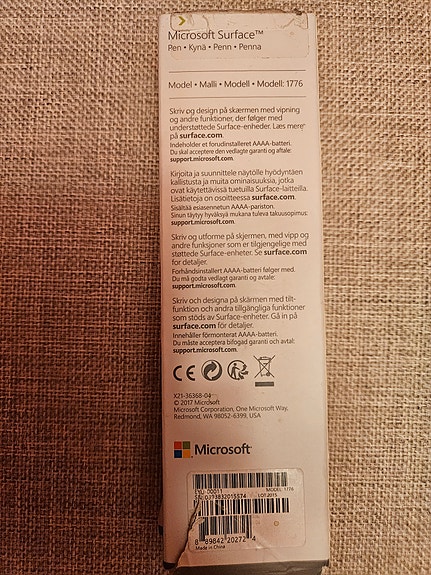 Microsoft Surface™
Pen • Kynä • Penn • Penna
Model • Malli • Modell • Modell: 1776
Skriv og design på skærmen med vipning
og andre funktioner, der følger med
understøttede Surface-enheder. Læs mere
på surface.com.
Indeholder et forudinstalleret AAAA-batteri.
Du skal acceptere den vedlagte garanti og aftale:
support.microsoft.com.
Kirjoita ja suunnittele näytölle hyödyntäen
kallistusta ja muita ominaisuuksia, jotka
ovat käytettävissä tuetuilla Surface-laitteilla.
Lisätietoja on osoitteessa surface.com.
Sisältää esiasennetun AAAA-pariston.
Sinun täytyy hyväksyä mukana tuleva takuusopimus:
support.microsoft.com.
Skriv og utforme på skjermen, med vipp og
andre funksjoner som er tilgjengelige med
støttede Surface-enheter. Se surface.com
for detaljer.
Forhåndsinstallert AAAA-batteri følger med.
Du må godta vedlagt garanti og avtale:
support.microsoft.com.
Skriv och designa på skärmen med tilt-
funktion och andra tillgängliga funktioner
som stöds av Surface-enheter. Gå in på
surface.com för detaljer.
Innehåller förmonterat AAAA-batteri.
Du måste acceptera bifogad garanti och avtal:
support.microsoft.com.
CE
X21-36368-04
© 2017 Microsoft
Microsoft Corporation, One Microsoft Way,
Redmond, WA 98052-6399, USA
Microsoft
EYU-00011
MODEL: 1776
LOT:2015
8 89842 20272 4
Made in China